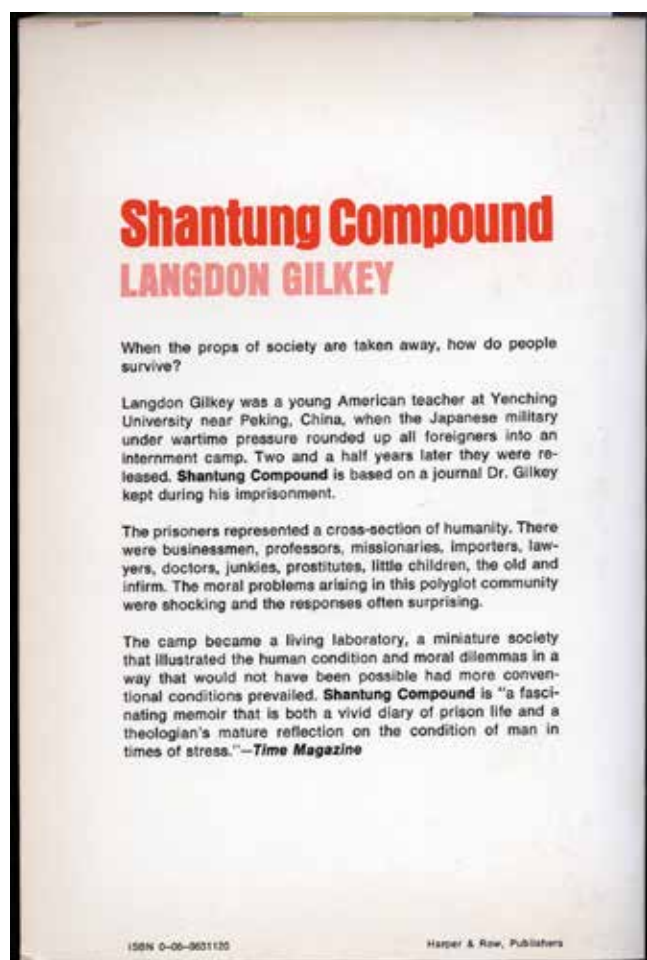 Shantung Compound
LANGDON GILKEY
When the props of society are taken away, how do people
survive?
Langdon Gilkey was a young American teacher at Yenching
University near Peking, China, when the Japanese military
under wartime pressure rounded up all foreigners into an
internment camp. Two and a half years later they were re-
leased. Shantung Compound is based on a journal Dr. Gilkey
kept during his imprisonment.
The prisoners represented a cross-section of humanity. There
were businessmen, professors, missionaries, importers, law-
yers, doctors, junkies, prostitutes, little children, the old and
infirm. The moral problems arising in this polyglot community
were shocking and the responses often surprising.
The camp became a living laboratory, a miniature society
that illustrated the human condition and moral dilemmas in a
way that would not have been possible had more conven-
tional conditions prevailed. Shantung Compound is "a fasci-
nating memoir that is both a vivid diary of prison life and a
theologian's mature reflection on the condition of man in
times of stress."—Time Magazine
ISBN 0-06-0631120
Harper & Row, Publishers